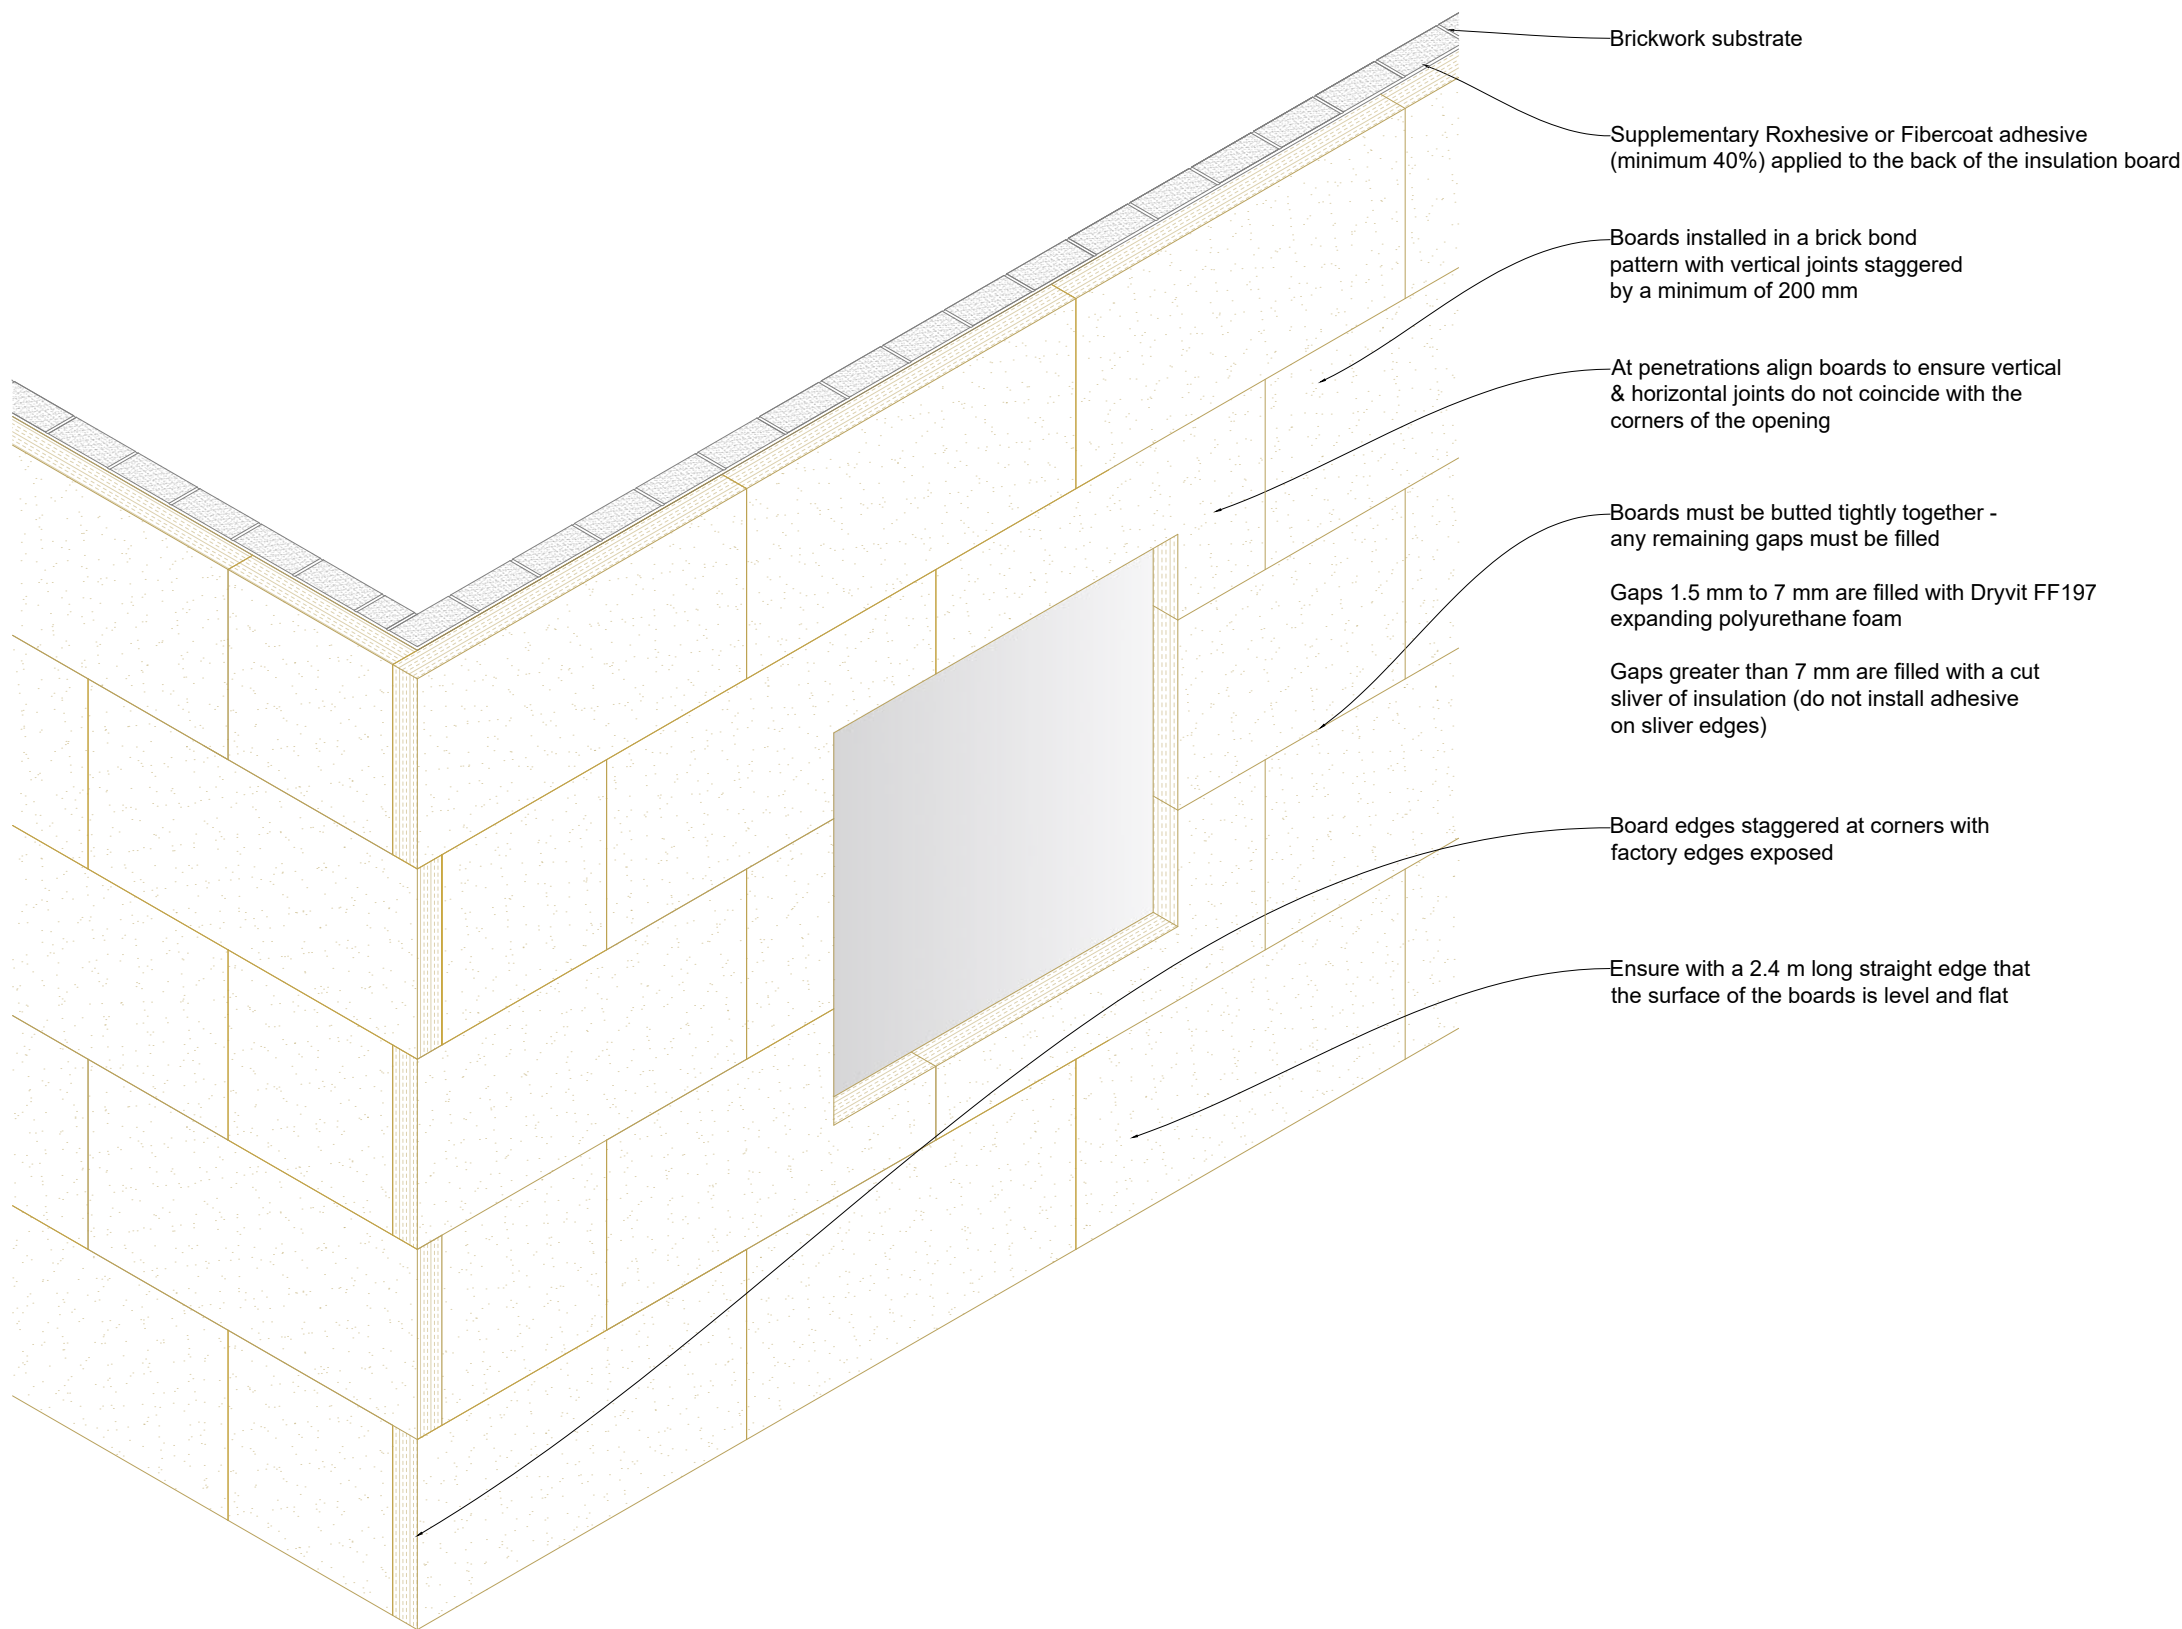 Brickwork substrate
Supplementary Roxhesive or Fibercoat adhesive
(minimum 40%) applied to the back of the insulation board
Boards installed in a brick bond
pattern with vertical joints staggered
by a minimum of 200 mm
At penetrations align boards to ensure vertical
& horizontal joints do not coincide with the
corners of the opening
Boards must be butted tightly together -
any remaining gaps must be filled
Gaps 1.5 mm to 7 mm are filled with Dryvit FF197
expanding polyurethane foam
Gaps greater than 7 mm are filled with a cut
sliver of insulation (do not install adhesive
on sliver edges)
Board edges staggered at corners with
factory edges exposed
Ensure with a 2.4 m long straight edge that
the surface of the boards is level and flat